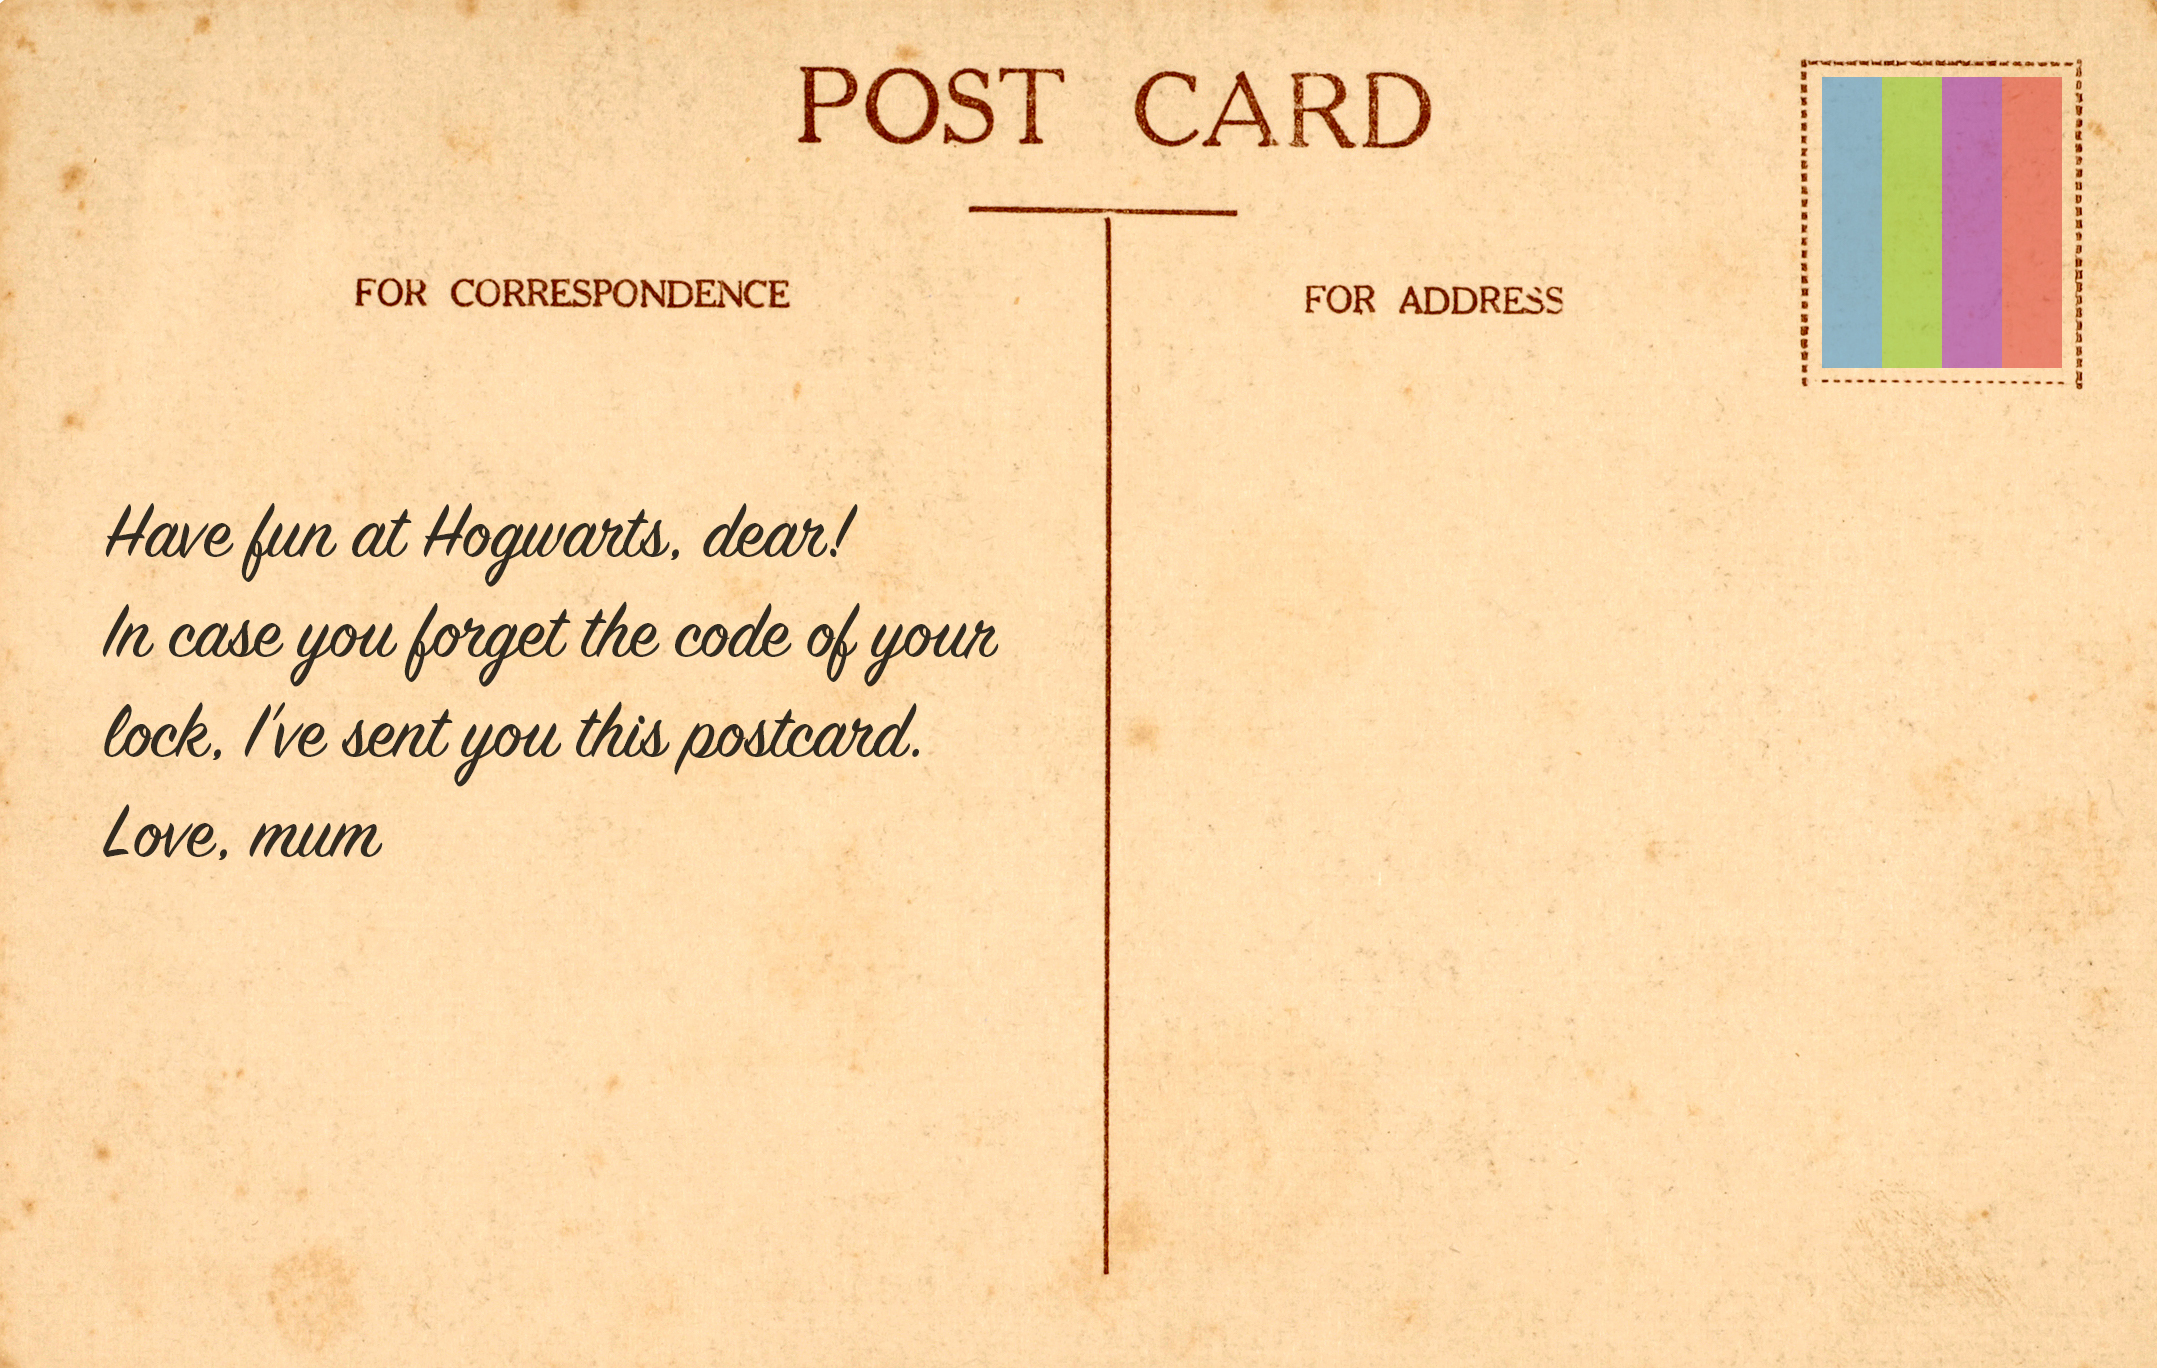 POST CARD
FOR CORRESPONDENCE
FOR ADDRESS
Have fun at Hogwarts, dear!
In case you forget the code of your
lock, I've sent you this postcard.
Love, mum